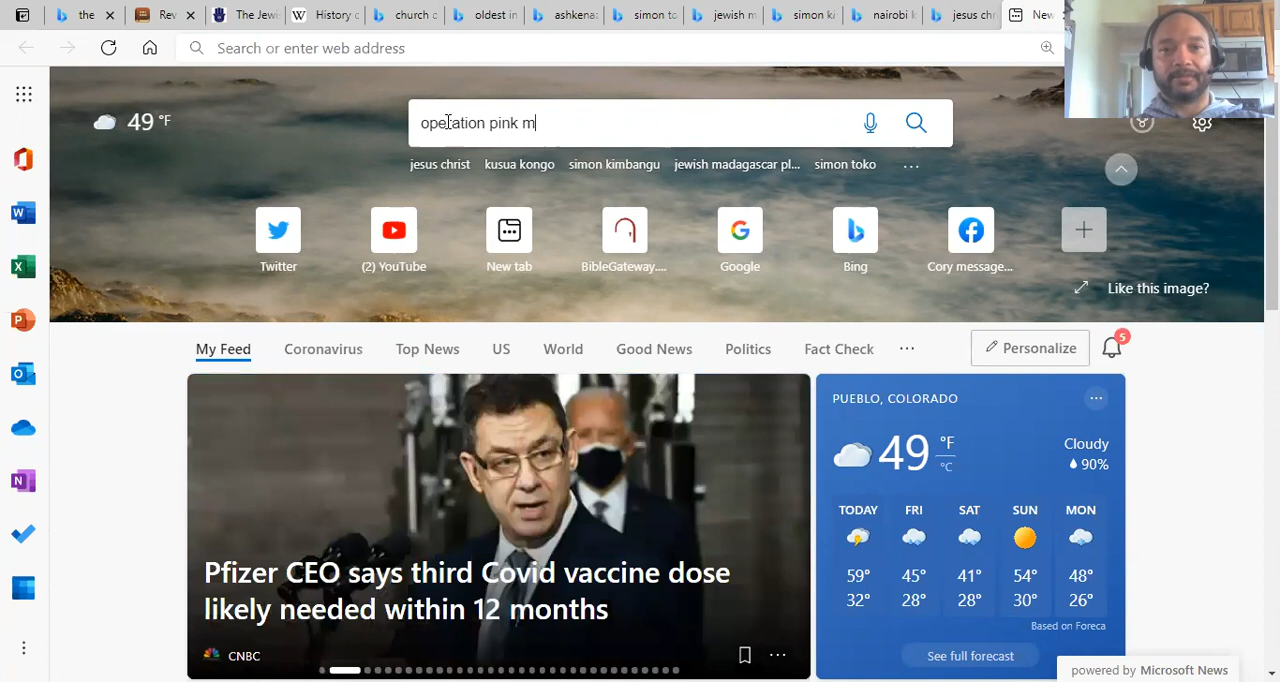 the
Rev
The Jewi
History o
church o
oldest in
ashkena
simon to
jewish m
simon k
nairobi k
jesus chr
New
Search or enter web address
49 °F
operation pink m
jesus christ kusua kongo simon kimbangu jewish madagascar pl... simon toko ...
Twitter
(2) YouTube
New tab
BibleGateway....
Google
Bing
Cory message...
Like this image?
My Feed Coronavirus Top News US World Good News Politics Fact Check ...
Personalize
5
Pfizer CEO says third Covid vaccine dose
likely needed within 12 months
CNBC
PUEBLO, COLORADO
49 °F
°C
Cloudy
90%
TODAY FRI SAT SUN MON
59° 45° 41° 54° 48°
32° 28° 28° 30° 26°
Based on Foreca
See full forecast
powered by Microsoft News